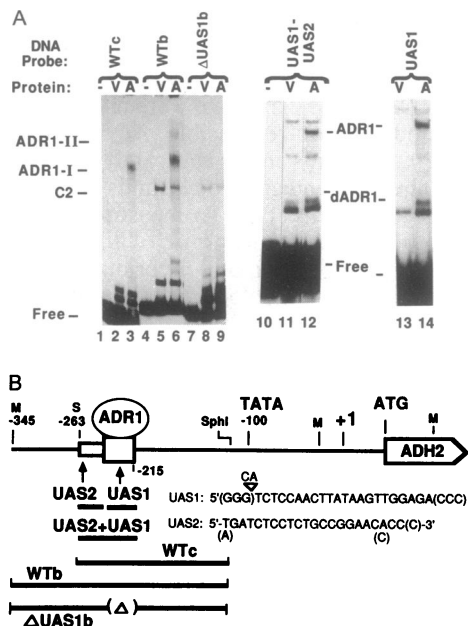 A
DNA Probe: WTc WTb ΔUAS1b UAS1-UAS2 UAS1
Protein: - V A - V A - V A - V A V A
ADR1-II
ADR1-I
C2
Free
ADR1
dADR1
Free
1 2 3 4 5 6 7 8 9 10 11 12 13 14
B
M -345
S -263
ADR1
-215
SphI
TATA
-100
M
+1
ATG
M
ADH2
UAS2 UAS1
UAS2+UAS1
CA
UAS1: 5'(GGG)TCTCCAACTTATAAGTTGGAGA(CCC)
UAS2: 5'-TGATCTCCTCTGCCGGAACACC(C)-3'
(A) (C)
WTc
WTb
ΔUAS1b
(Δ)